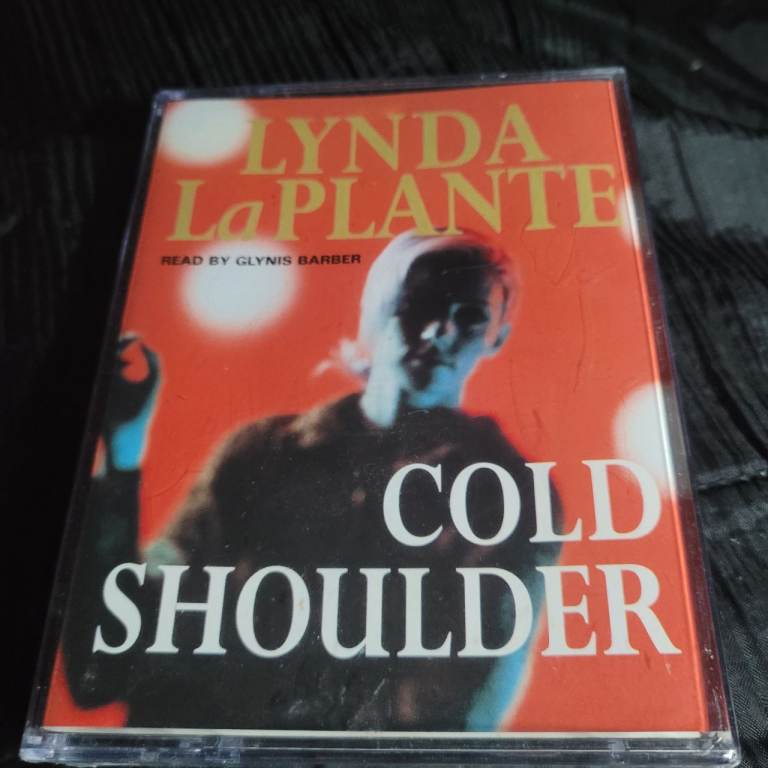 LYNDA
LaPLANTE
READ BY GLYNIS BARBER
COLD
SHOULDER